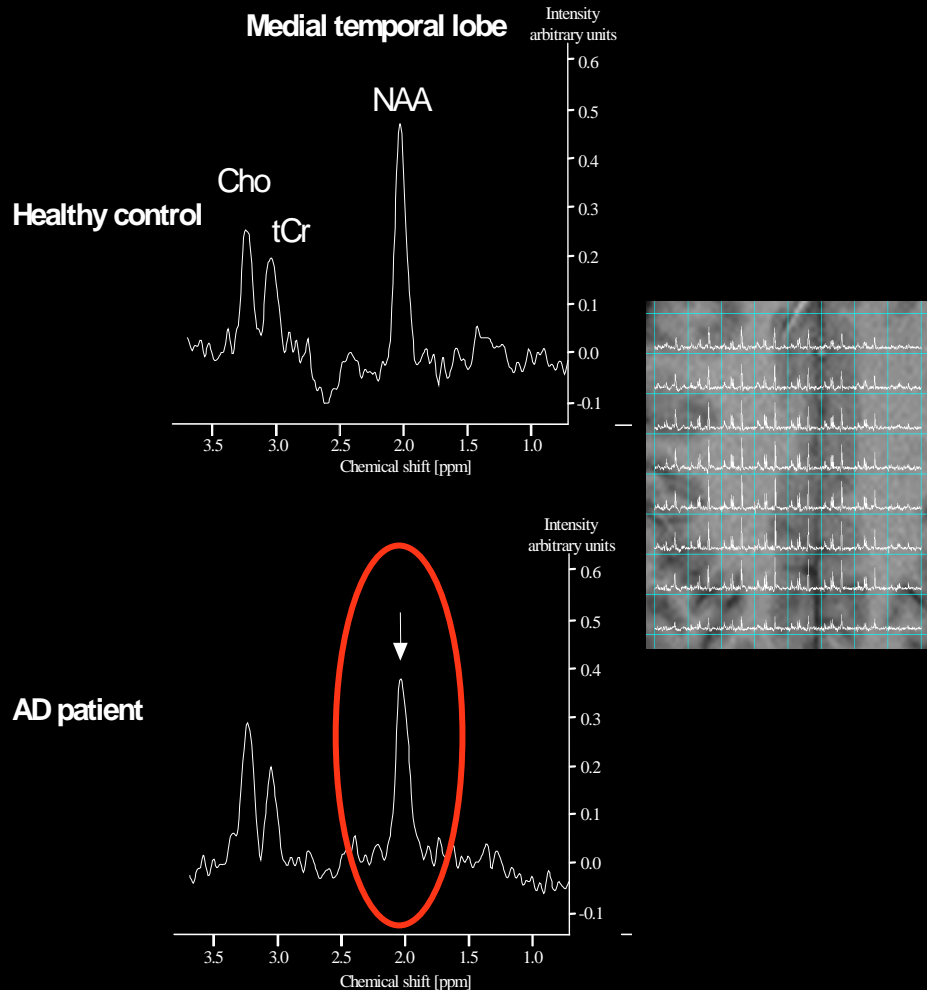 Medial temporal lobe
Intensity
arbitrary units
0.6
0.5
NAA
0.4
Cho
0.3
Healthy control
tCr
0.2
0.1
0.0
-0.1
3.5 3.0 2.5 2.0 1.5 1.0
Chemical shift [ppm]
Intensity
arbitrary units
0.6
0.5
0.4
AD patient
0.3
0.2
0.1
0.0
-0.1
3.5 3.0 2.5 2.0 1.5 1.0
Chemical shift [ppm]